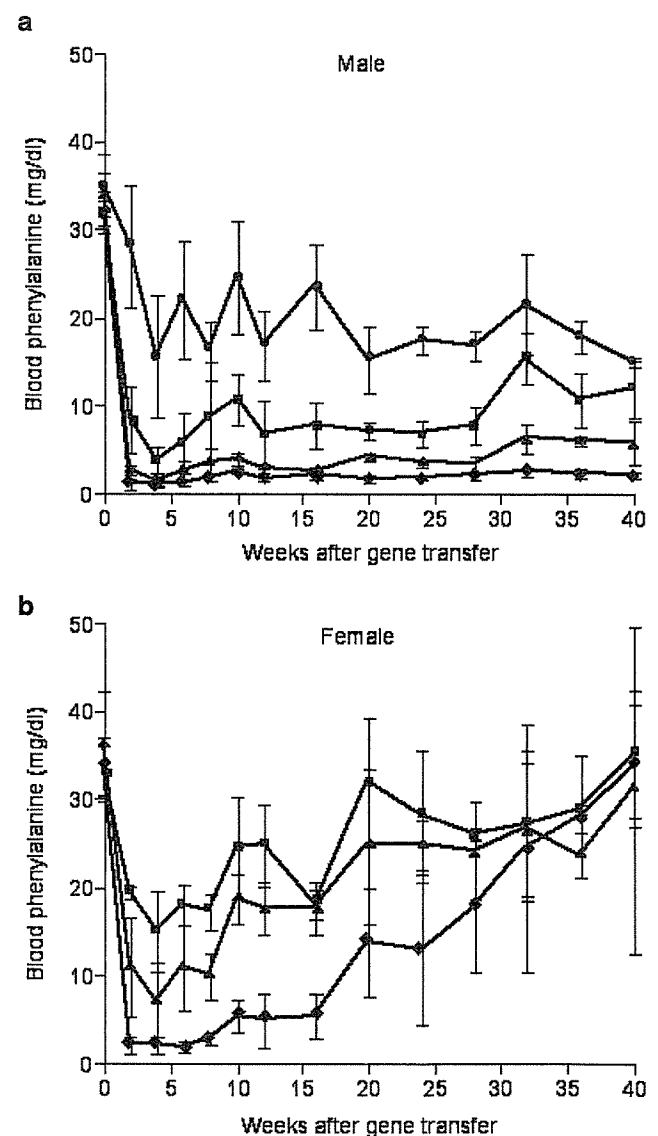 a
Male
Blood phenylalanine (mg/dl)
50
40
30
20
10
0
0 5 10 15 20 25 30 35 40
Weeks after gene transfer
b
Female
Blood phenylalanine (mg/dl)
50
40
30
20
10
0
0 5 10 15 20 25 30 35 40
Weeks after gene transfer